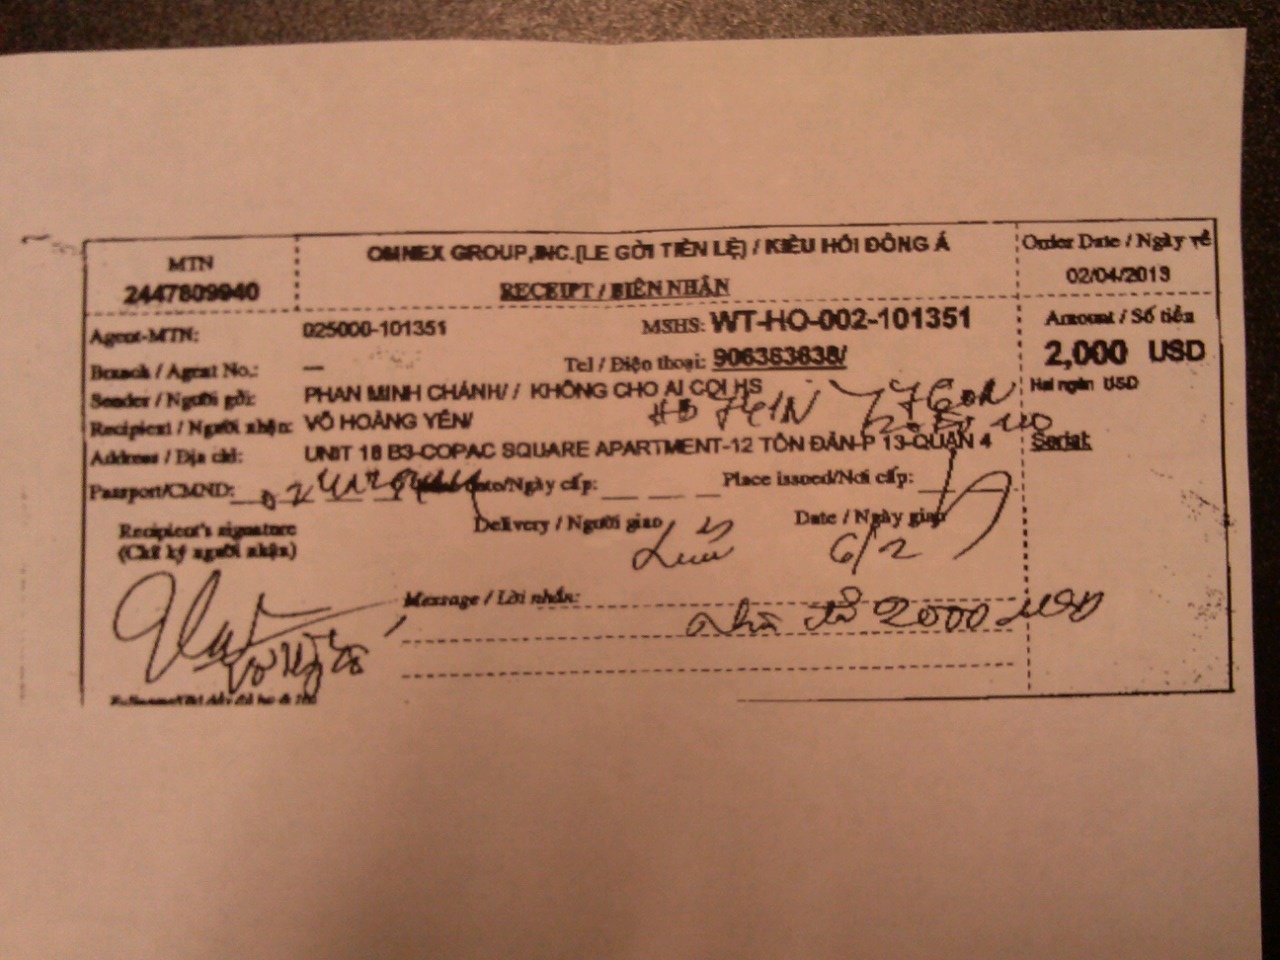 MTN
2447809940
OMNEX GROUP,INC.[LE GỞI TIỀN LỆ] / KIỀU HỐI ĐÔNG Á
RECEIPT / BIÊN NHẬN
Order Date / Ngày về
02/04/2013
Agent-MTN: 025000-101351 MSHS: WT-HO-002-101351
Amount / Số tiền
2,000 USD
Hai ngàn USD
Branch / Agent No.: --- Tel / Điện thoại: 906363638/
Sender / Người gởi: PHAN MINH CHÁNH/ / KHÔNG CHO AI COI HS
Recipient / Người nhận: VÕ HOÀNG YÊN/
Address / Địa chỉ: UNIT 18 B3-COPAC SQUARE APARTMENT-12 TÔN ĐẢN-P 13-QUẬN 4
Serial:
Passport/CMND: Date/Ngày cấp: Place issued/Nơi cấp:
Recipient's signature
(Chữ ký người nhận)
Delivery / Người giao
Date / Ngày giao
6/2
Message / Lời nhắn:
2000 USD